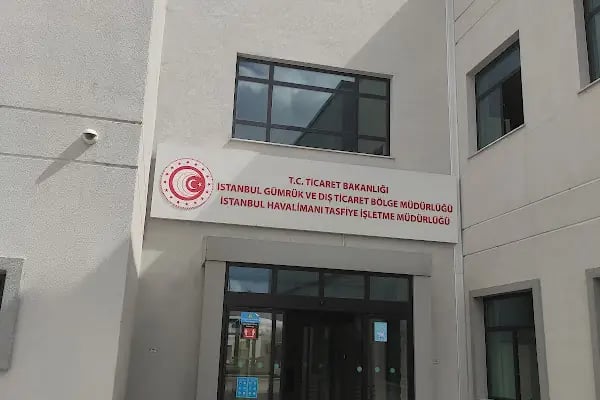 T.C. TİCARET BAKANLIĞI
İSTANBUL GÜMRÜK VE DIŞ TİCARET BÖLGE MÜDÜRLÜĞÜ
İSTANBUL HAVALİMANI TASFİYE İŞLETME MÜDÜRLÜĞÜ